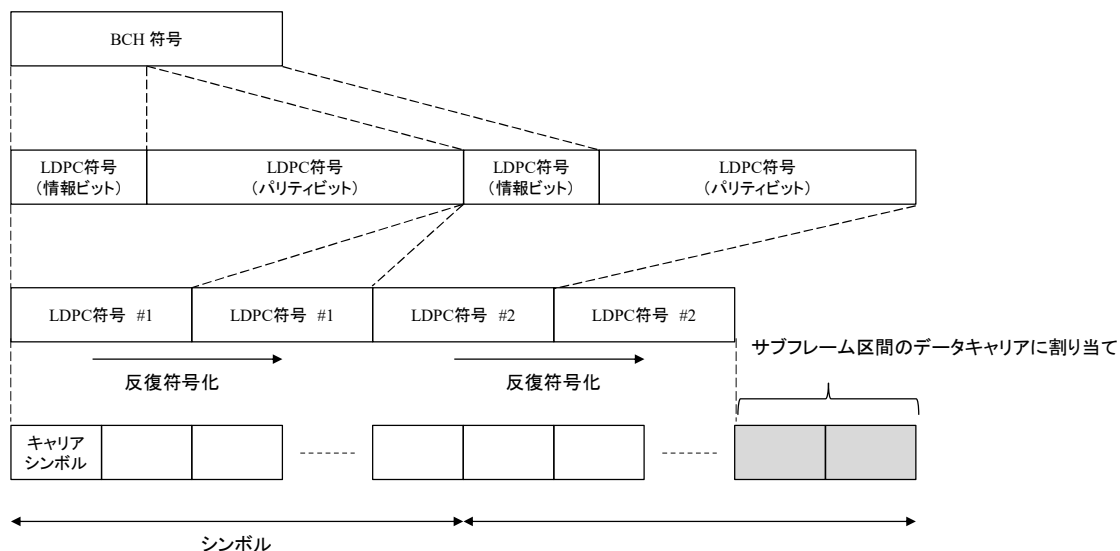 BCH 符号
LDPC符号
(情報ビット)
LDPC符号
(パリティビット)
LDPC符号
(情報ビット)
LDPC符号
(パリティビット)
LDPC符号 #1
LDPC符号 #1
LDPC符号 #2
LDPC符号 #2
反復符号化
反復符号化
サブフレーム区間のデータキャリアに割り当て
キャリア
シンボル
シンボル